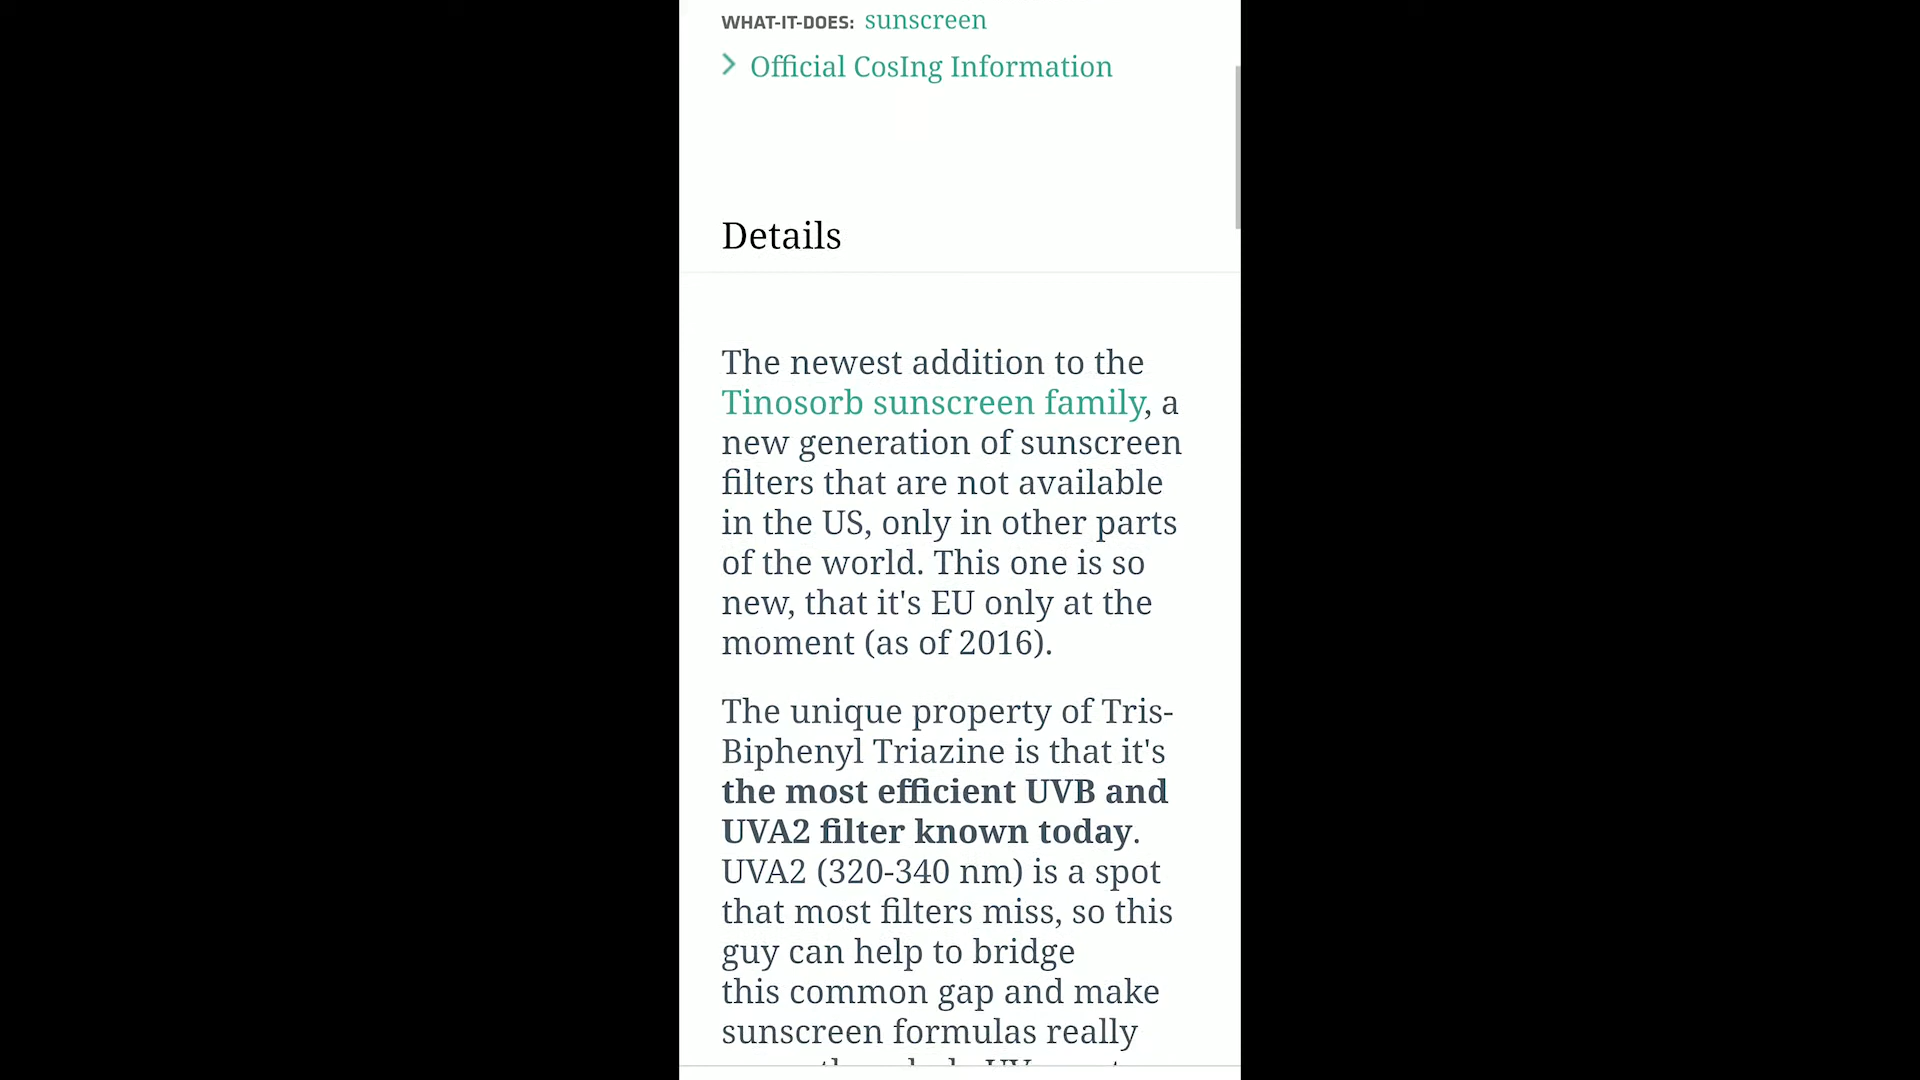 WHAT-IT-DOES: sunscreen
Official CosIng Information
Details
The newest addition to the
Tinosorb sunscreen family, a
new generation of sunscreen
filters that are not available
in the US, only in other parts
of the world. This one is so
new, that it's EU only at the
moment (as of 2016).
The unique property of Tris-
Biphenyl Triazine is that it's
the most efficient UVB and
UVA2 filter known today.
UVA2 (320-340 nm) is a spot
that most filters miss, so this
guy can help to bridge
this common gap and make
sunscreen formulas really